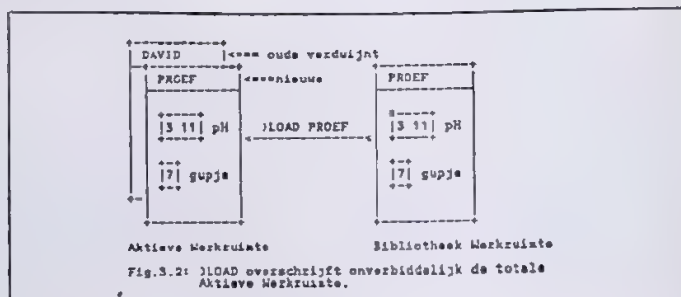 DAVID <=== oude verdwijnt
PROEF <===nieuwe PROEF
|3 11| pH )LOAD PROEF |3 11| pH
|7| gupje |7| gupje
Aktieve Werkruimte Bibliotheek Werkruimte
Fig.3.2: )LOAD overschrijft onverbiddelijk de totale
Aktieve Werkruimte.